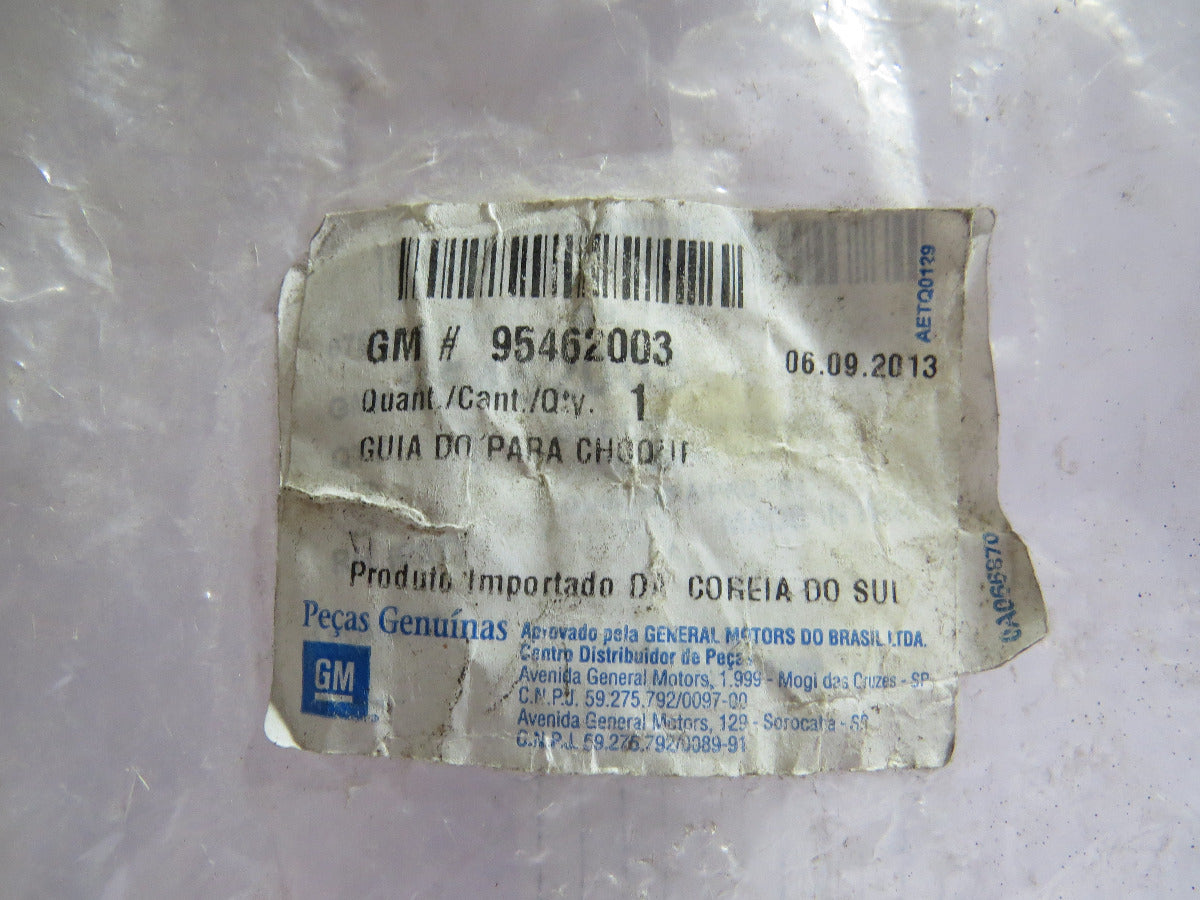 AETQ0129
GM # 95462003
06.09.2013
Quant./Cant./Qty. 1
GUIA DO PARA CHOQUE
Produto Importado DA COREIA DO SUL
Peças Genuínas
GM
Aprovado pela GENERAL MOTORS DO BRASIL LTDA.
Centro Distribuidor de Peças
Avenida General Motors, 1.999 - Mogi das Cruzes - SP
C.N.P.J. 59.275.792/0097-00
Avenida General Motors, 129 - Sorocaba - SP
C.N.P.J. 59.275.792/0089-91